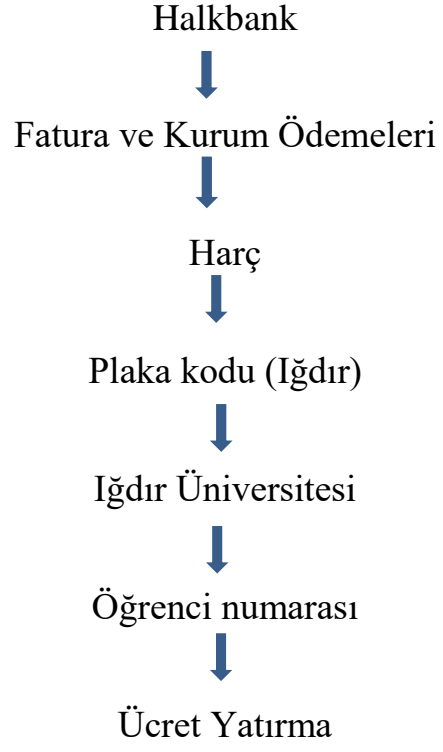 Halkbank
Fatura ve Kurum Ödemeleri
Harç
Plaka kodu (Iğdır)
Iğdır Üniversitesi
Öğrenci numarası
Ücret Yatırma